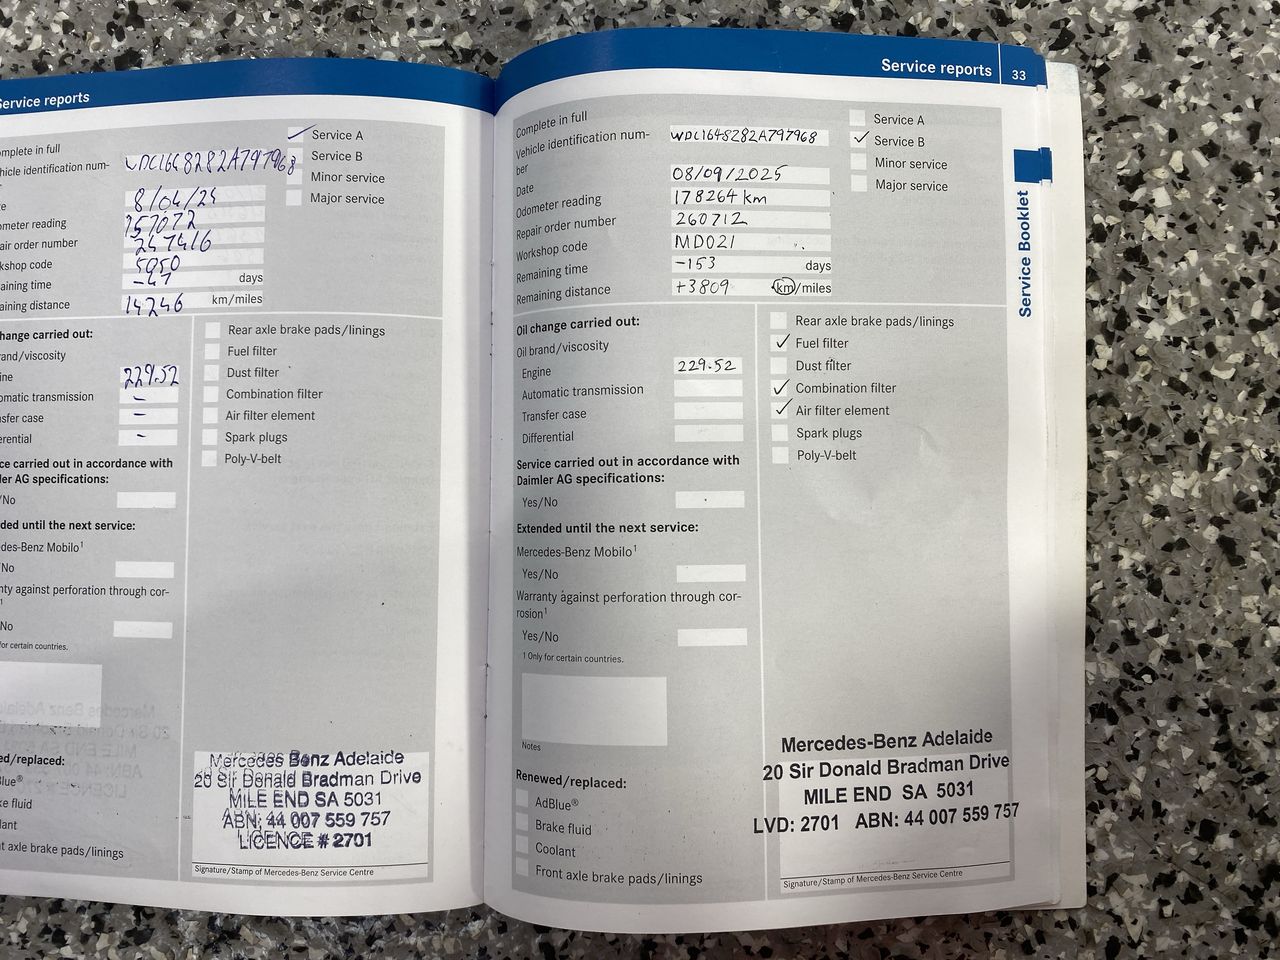 Service reports
mplete in full
hicle identification num-
WDC1648282A797968
8/04/24
ometer reading
157072
air order number
247416
kshop code
5050
aining time
-47
days
aining distance
14246
km/miles
Service A
Service B
Minor service
Major service
change carried out:
rand/viscosity
ine
229.52
omatic transmission
-
sfer case
-
erential
-
ce carried out in accordance with
ler AG specifications:
/No
ded until the next service:
des-Benz Mobilo¹
/No
nty against perforation through cor-
1
No
for certain countries.
ed/replaced:
lue®
ke fluid
lant
t axle brake pads/linings
Rear axle brake pads/linings
Fuel filter
Dust filter
Combination filter
Air filter element
Spark plugs
Poly-V-belt
Mercedes Benz Adelaide
20 Sir Donald Bradman Drive
MILE END SA 5031
ABN: 44 007 559 757
LICENCE # 2701
Signature/Stamp of Mercedes-Benz Service Centre
Service reports
33
Complete in full
Vehicle identification num-
ber
WDC1648282A797968
Date
08/09/2025
Odometer reading
178264 km
Repair order number
260712
Workshop code
MD021
Remaining time
-153
days
Remaining distance
+3809
km/miles
Service A
Service B
Minor service
Major service
Oil change carried out:
Oil brand/viscosity
Engine
229.52
Automatic transmission
Transfer case
Differential
Service carried out in accordance with
Daimler AG specifications:
Yes/No
Extended until the next service:
Mercedes-Benz Mobilo¹
Yes/No
Warranty against perforation through cor-
rosion¹
Yes/No
1 Only for certain countries.
Notes
Renewed/replaced:
AdBlue®
Brake fluid
Coolant
Front axle brake pads/linings
Rear axle brake pads/linings
Fuel filter
Dust filter
Combination filter
Air filter element
Spark plugs
Poly-V-belt
Mercedes-Benz Adelaide
20 Sir Donald Bradman Drive
MILE END SA 5031
LVD: 2701 ABN: 44 007 559 757
Signature/Stamp of Mercedes-Benz Service Centre
Service Booklet